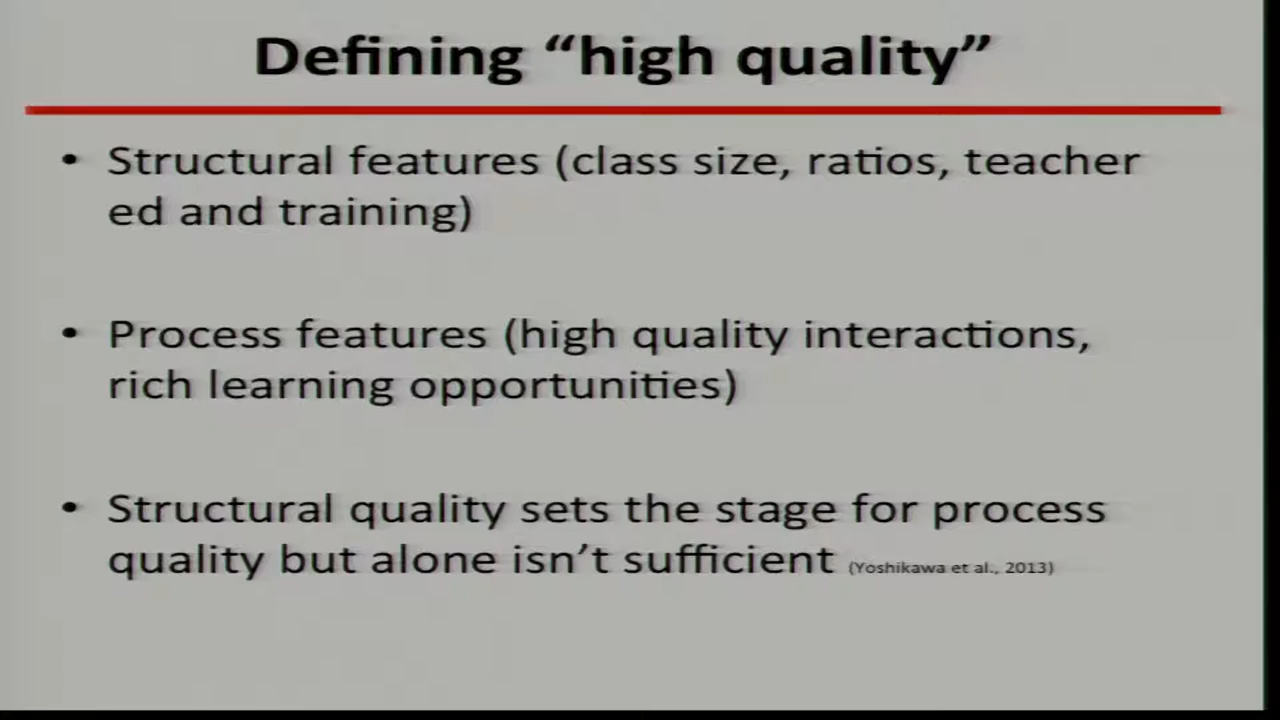 Defining “high quality”
• Structural features (class size, ratios, teacher
ed and training)
• Process features (high quality interactions,
rich learning opportunities)
• Structural quality sets the stage for process
quality but alone isn’t sufficient (Yoshikawa et al., 2013)